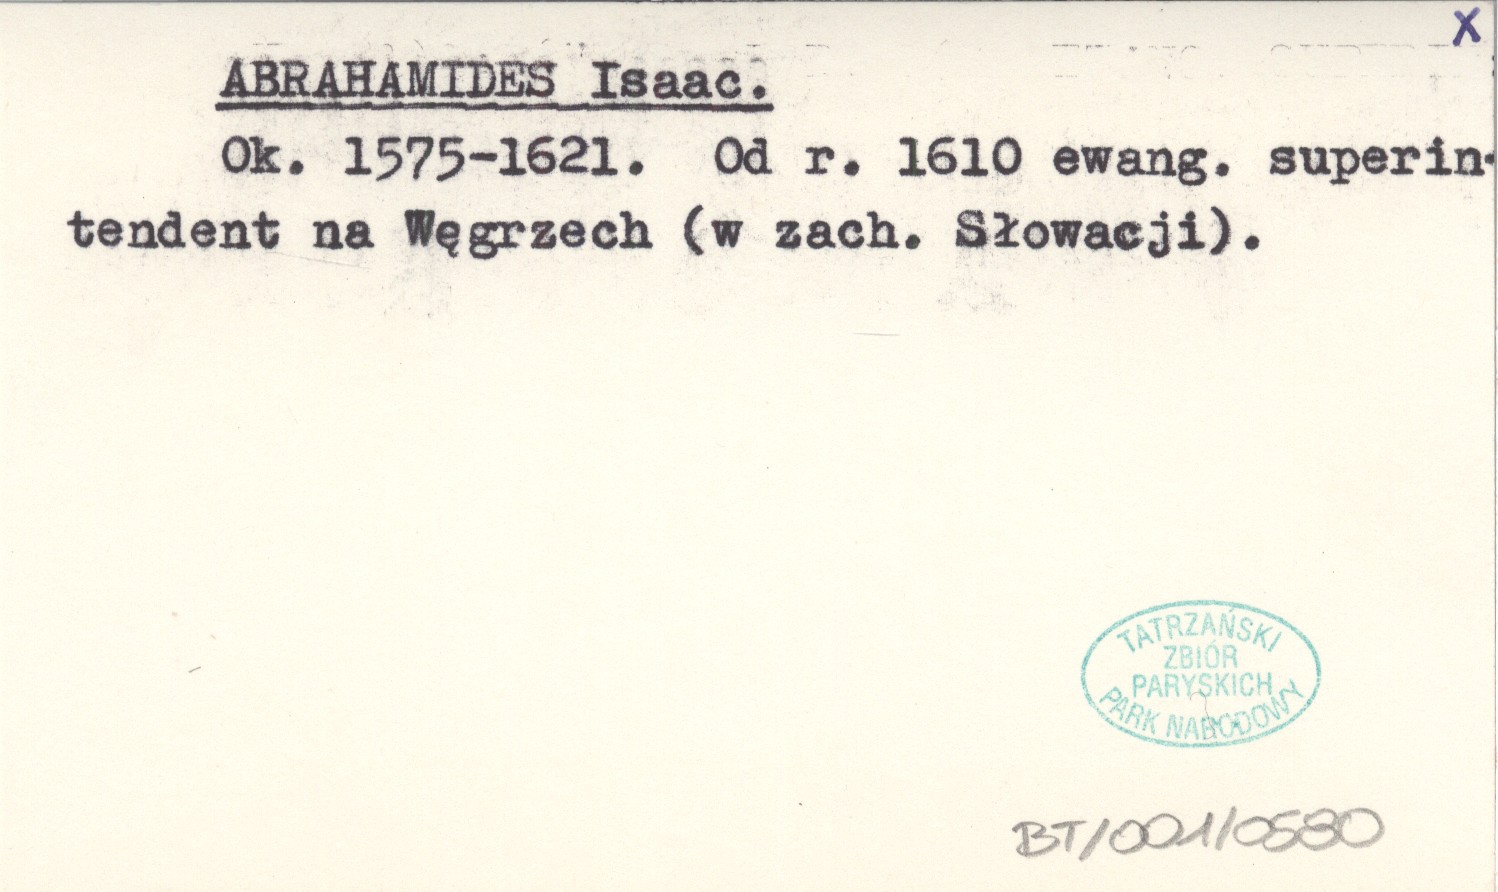 X
ABRAHAMIDES Isaac.
Ok. 1575-1621. Od r. 1610 ewang. superin-
tendent na Węgrzech (w zach. Słowacji).
TATRZAŃSKI
ZBIÓR
PARYSKICH
PARK NARODOWY
BT/001/0580